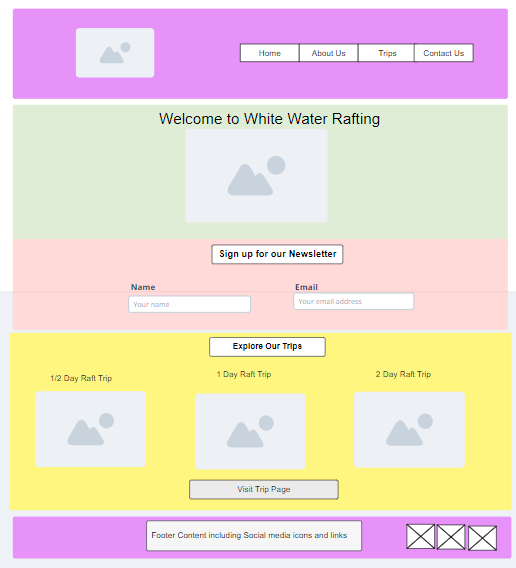 Home About Us Trips Contact Us
Welcome to White Water Rafting
Sign up for our Newsletter
Name Email
Your name Your email address
Explore Our Trips
1/2 Day Raft Trip 1 Day Raft Trip 2 Day Raft Trip
Visit Trip Page
Footer Content including Social media icons and links